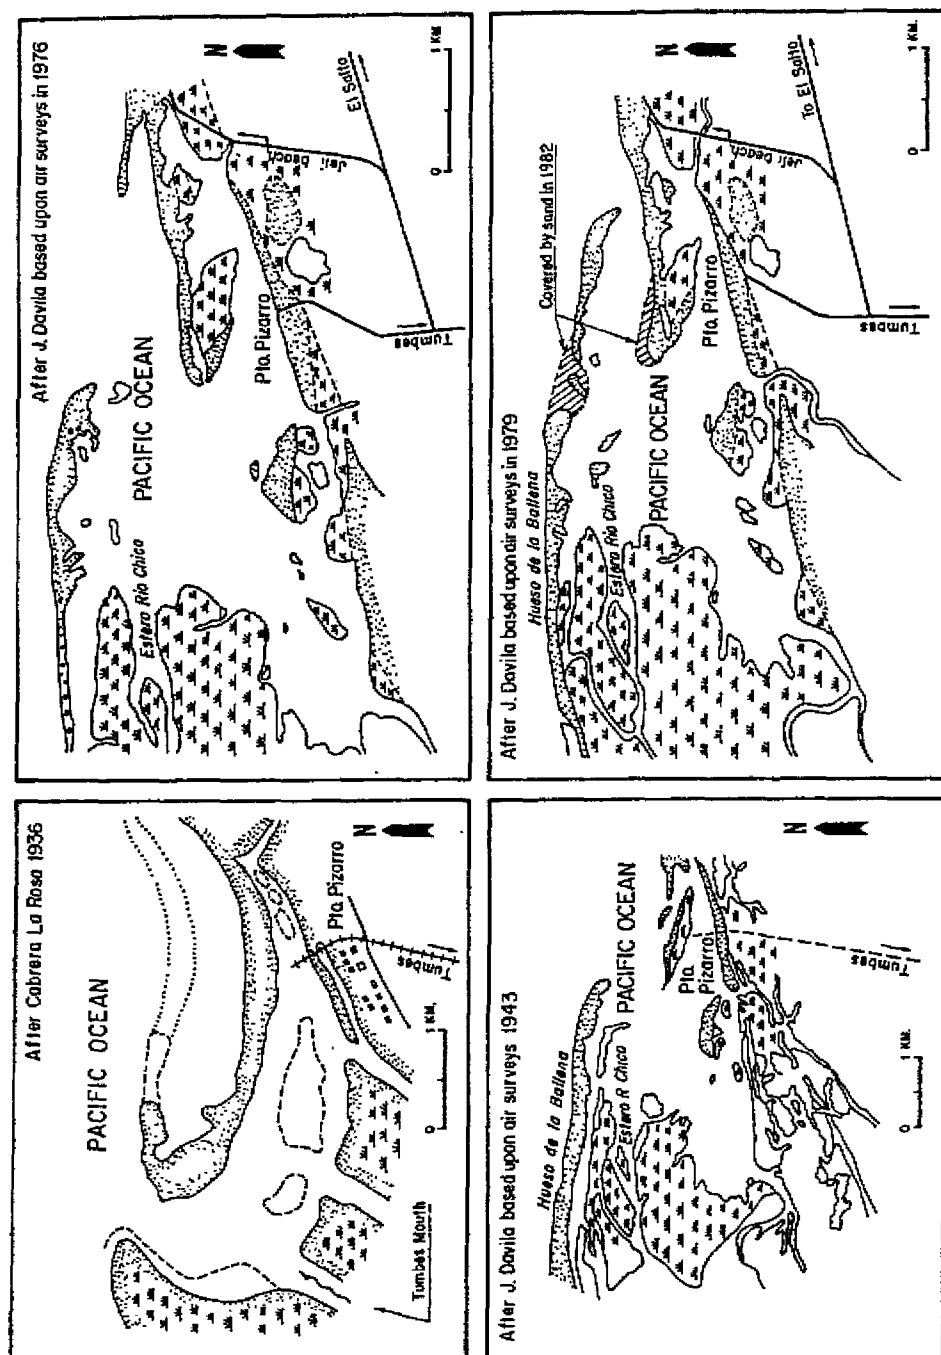 After Cabrera La Rosa 1936
PACIFIC OCEAN
Pta. Pizarro
Tumbes
N
0 1 KM.
Tumbes Mouth
After J. Davila based upon air surveys in 1976
PACIFIC OCEAN
Estero Rio Chico
Pta. Pizarro
Jeli beach
Tumbes
El Salto
N
0 1 KM.
After J. Davila based upon air surveys 1943
Hueso de la Ballena
Estero R Chico
PACIFIC OCEAN
Pta.
Pizarro
Tumbes
N
0 1 KM.
After J. Davila based upon air surveys in 1979
Hueso de la Ballena
Covered by sand in 1982
Estero Rio Chico
PACIFIC OCEAN
Pta. Pizarro
Jeli beach
Tumbes
To El Salto
N
0 1 KM.